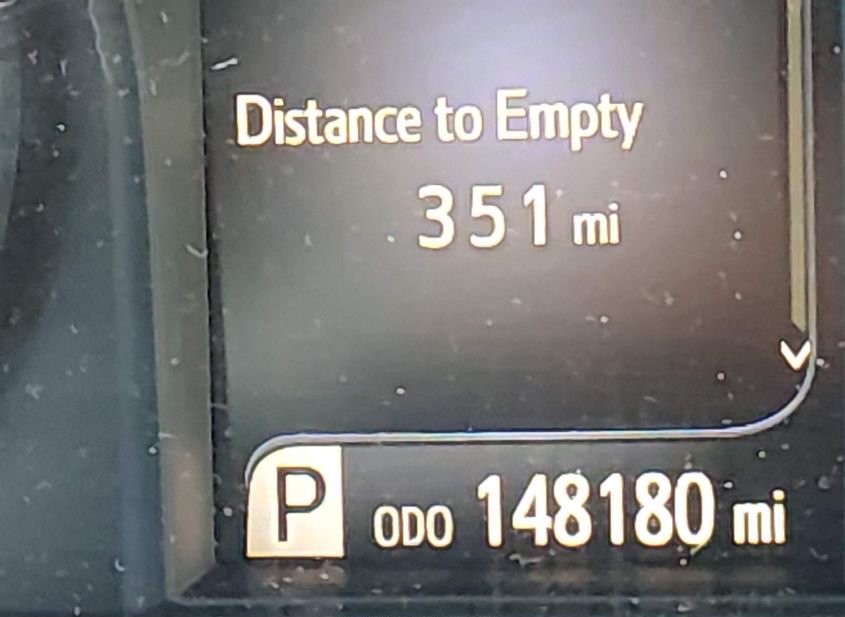 Distance to Empty
351 mi
P ODO 148180 mi